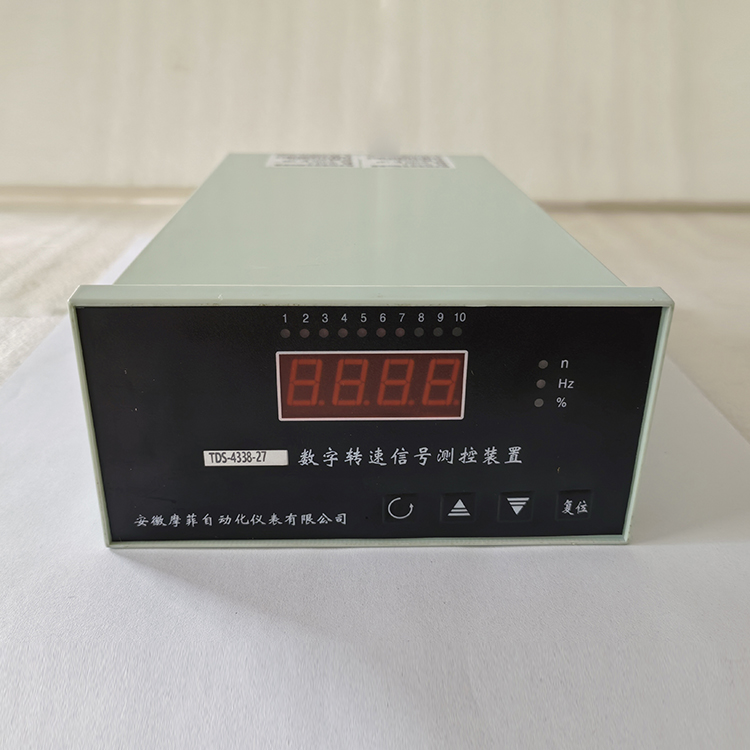 1 2 3 4 5 6 7 8 9 10
8.8.8.8
n
Hz
%
TDS-4338-27 数字转速信号测控装置
安徽摩菲自动化仪表有限公司
复位